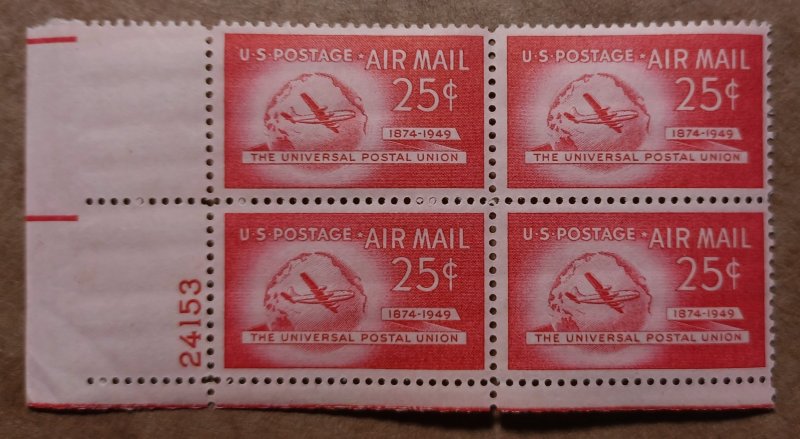 U·S·POSTAGE ★ AIR MAIL
25¢
1874-1949
THE UNIVERSAL POSTAL UNION
U·S·POSTAGE ★ AIR MAIL
25¢
1874-1949
THE UNIVERSAL POSTAL UNION
U·S·POSTAGE ★ AIR MAIL
25¢
1874-1949
THE UNIVERSAL POSTAL UNION
U·S·POSTAGE ★ AIR MAIL
25¢
1874-1949
THE UNIVERSAL POSTAL UNION
24153